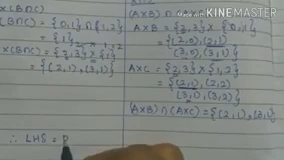 x(B∩C)
(B∩C) = {0,1} ∩ {1,2}
= {1}
x(B∩C) = {2,3} x {1}
= {(2,1), (3,1)}
∴ LHS =
A x B = {2,3} x {0,1}
= {(2,0), (2,1)
(3,0), (3,1)}
A x C = {2,3} x {1,2}
= {(2,1), (2,2)
(3,1), (3,2)}
(A x B) ∩ (A x C) = {(2,1), (3,1)}
MADE WITH
KINEMASTER